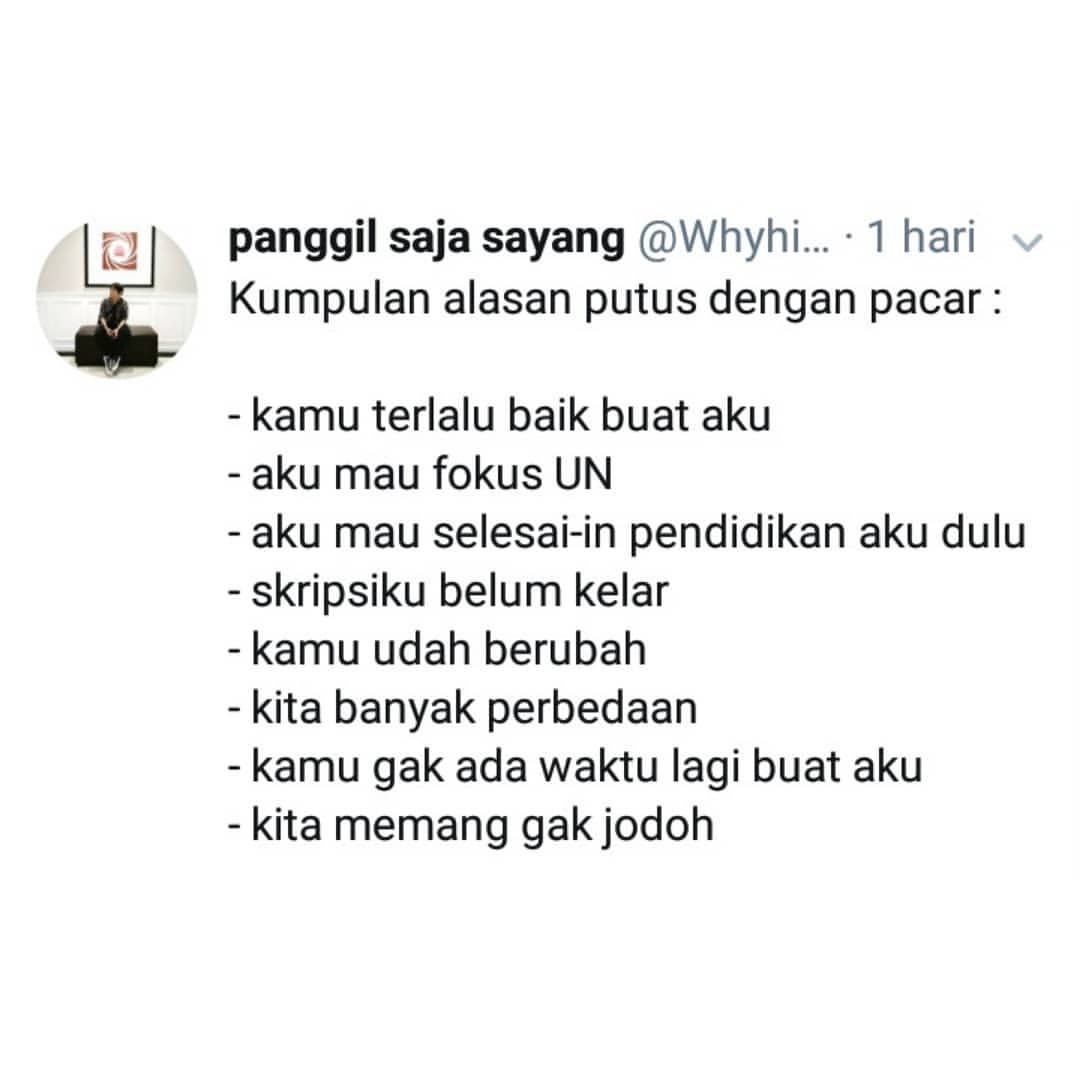 panggil saja sayang @Whyhi... · 1 hari
Kumpulan alasan putus dengan pacar :
- kamu terlalu baik buat aku
- aku mau fokus UN
- aku mau selesai-in pendidikan aku dulu
- skripsiku belum kelar
- kamu udah berubah
- kita banyak perbedaan
- kamu gak ada waktu lagi buat aku
- kita memang gak jodoh